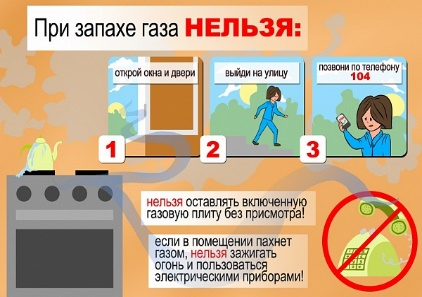 При запахе газа НЕЛЬЗЯ:
открой окна и двери
выйди на улицу
позвони по телефону
104
1
2
3
нельзя оставлять включенную
газовую плиту без присмотра!
если в помещении пахнет
газом, нельзя зажигать
огонь и пользоваться
электрическими приборами!